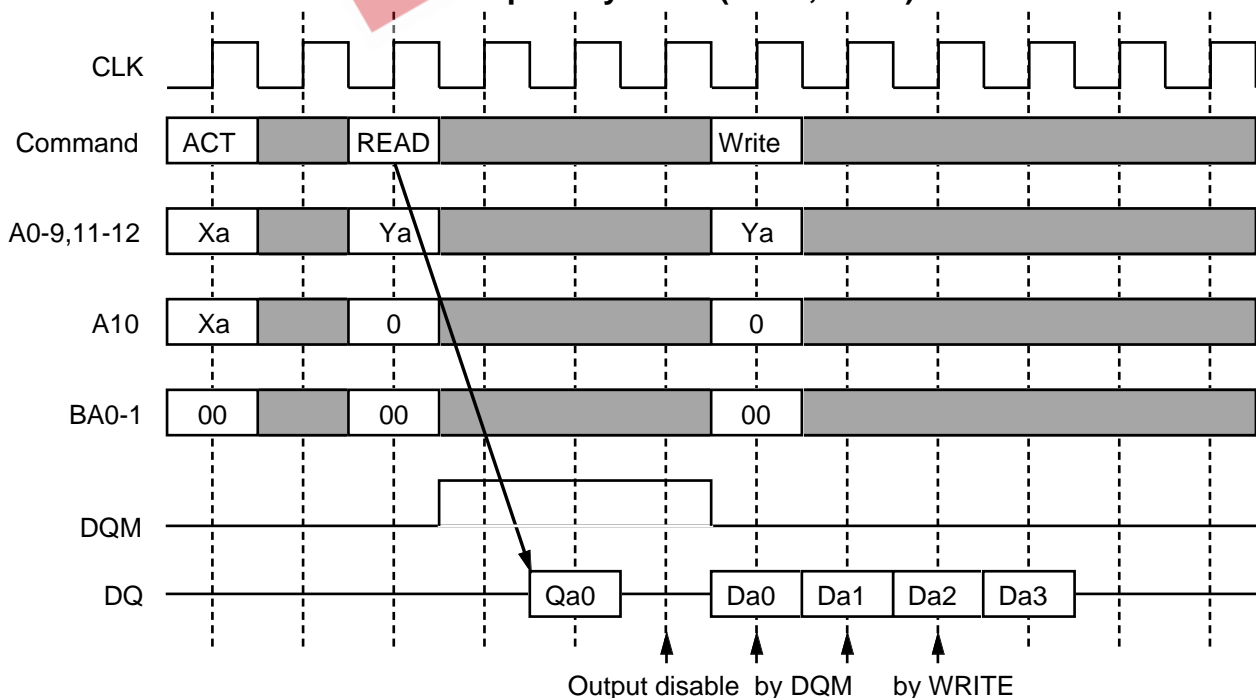 CLK
Command ACT READ Write
A0-9,11-12 Xa Ya Ya
A10 Xa 0 0
BA0-1 00 00 00
DQM
DQ Qa0 Da0 Da1 Da2 Da3
Output disable by DQM by WRITE